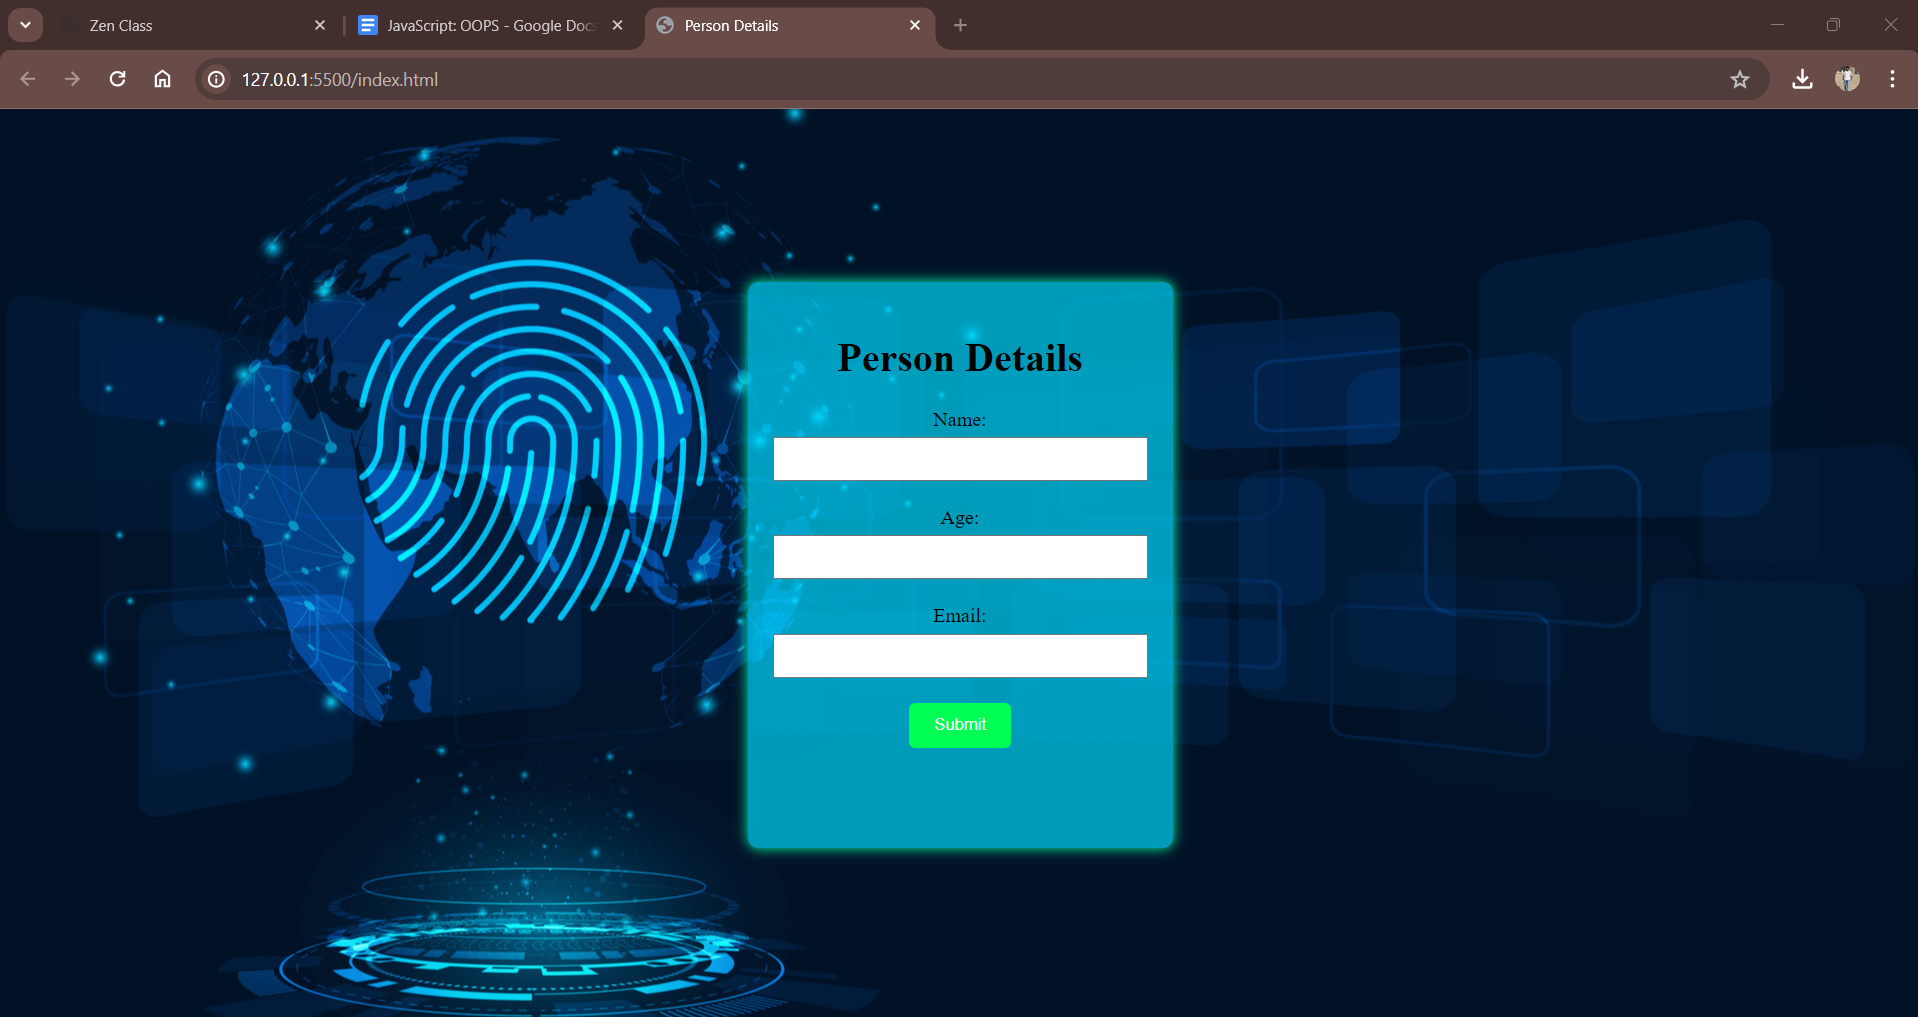 Zen Class
JavaScript: OOPS - Google Docs
Person Details
127.0.0.1:5500/index.html
Person Details
Name:
Age:
Email:
Submit